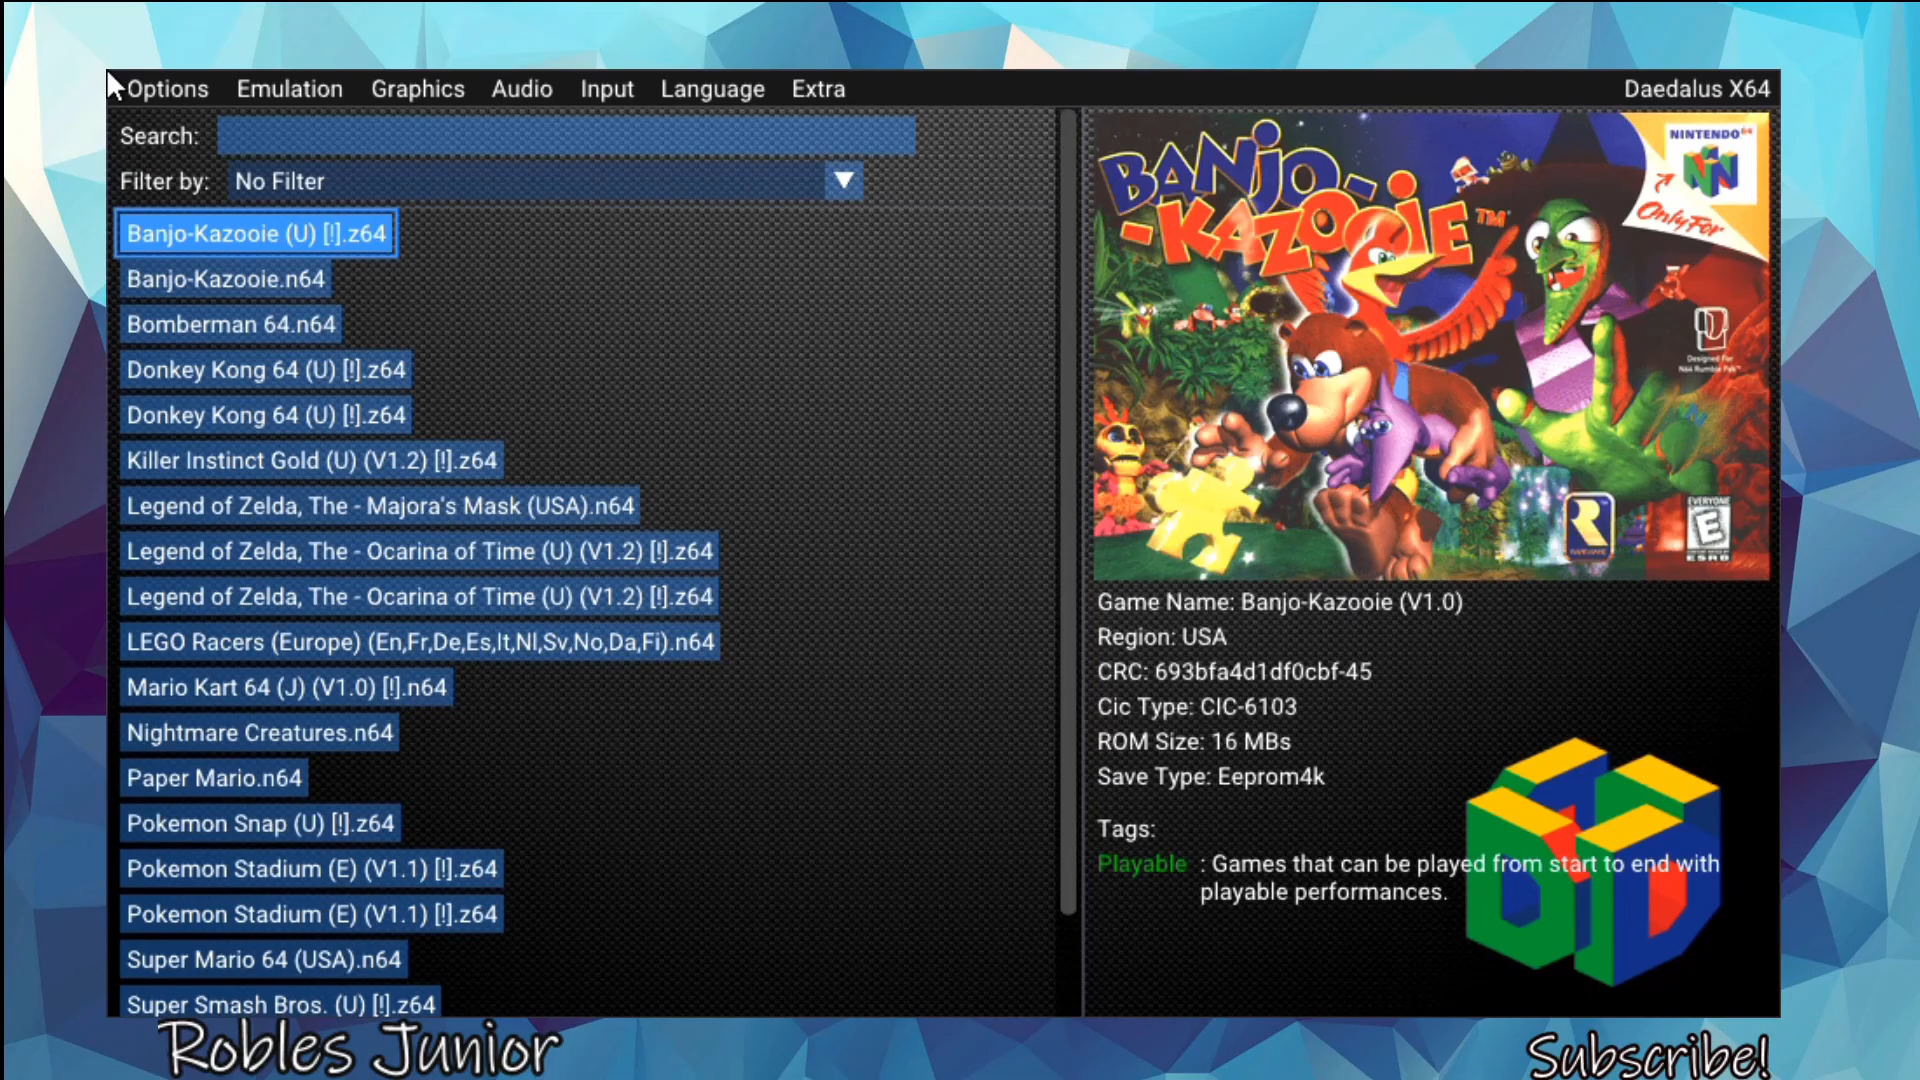 Options Emulation Graphics Audio Input Language Extra Daedalus X64
Search:
Filter by: No Filter
Banjo-Kazooie (U) [!].z64
Banjo-Kazooie.n64
Bomberman 64.n64
Donkey Kong 64 (U) [!].z64
Donkey Kong 64 (U) [!].z64
Killer Instinct Gold (U) (V1.2) [!].z64
Legend of Zelda, The - Majora's Mask (USA).n64
Legend of Zelda, The - Ocarina of Time (U) (V1.2) [!].z64
Legend of Zelda, The - Ocarina of Time (U) (V1.2) [!].z64
LEGO Racers (Europe) (En,Fr,De,Es,It,Nl,Sv,No,Da,Fi).n64
Mario Kart 64 (J) (V1.0) [!].n64
Nightmare Creatures.n64
Paper Mario.n64
Pokemon Snap (U) [!].z64
Pokemon Stadium (E) (V1.1) [!].z64
Pokemon Stadium (E) (V1.1) [!].z64
Super Mario 64 (USA).n64
Super Smash Bros. (U) [!].z64
BANJO-
-KAZOOIE™
NINTENDO64
Only For
Designed For
N64 Rumble Pak™
EVERYONE
E
ESRB
Game Name: Banjo-Kazooie (V1.0)
Region: USA
CRC: 693bfa4d1df0cbf-45
Cic Type: CIC-6103
ROM Size: 16 MBs
Save Type: Eeprom4k
Tags:
Playable : Games that can be played from start to end with
playable performances.
Robles Junior
Subscribe!